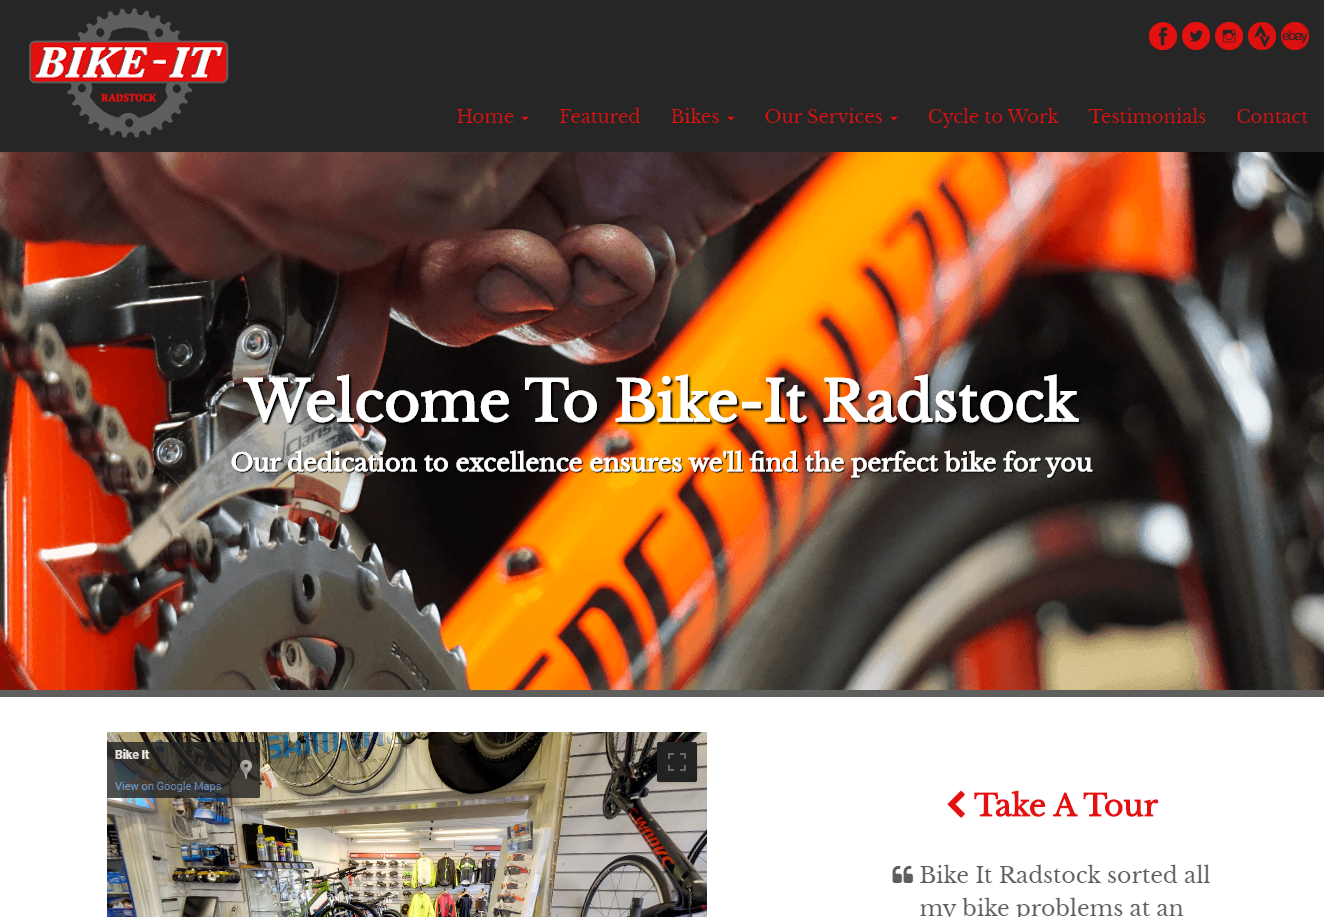 BIKE-IT
RADSTOCK
ebay
Home
Featured
Bikes
Our Services
Cycle to Work
Testimonials
Contact
Welcome To Bike-It Radstock
Our dedication to excellence ensures we'll find the perfect bike for you
SHIMANO
Bike It
View on Google Maps
Take A Tour
Bike It Radstock sorted all
my bike problems at an